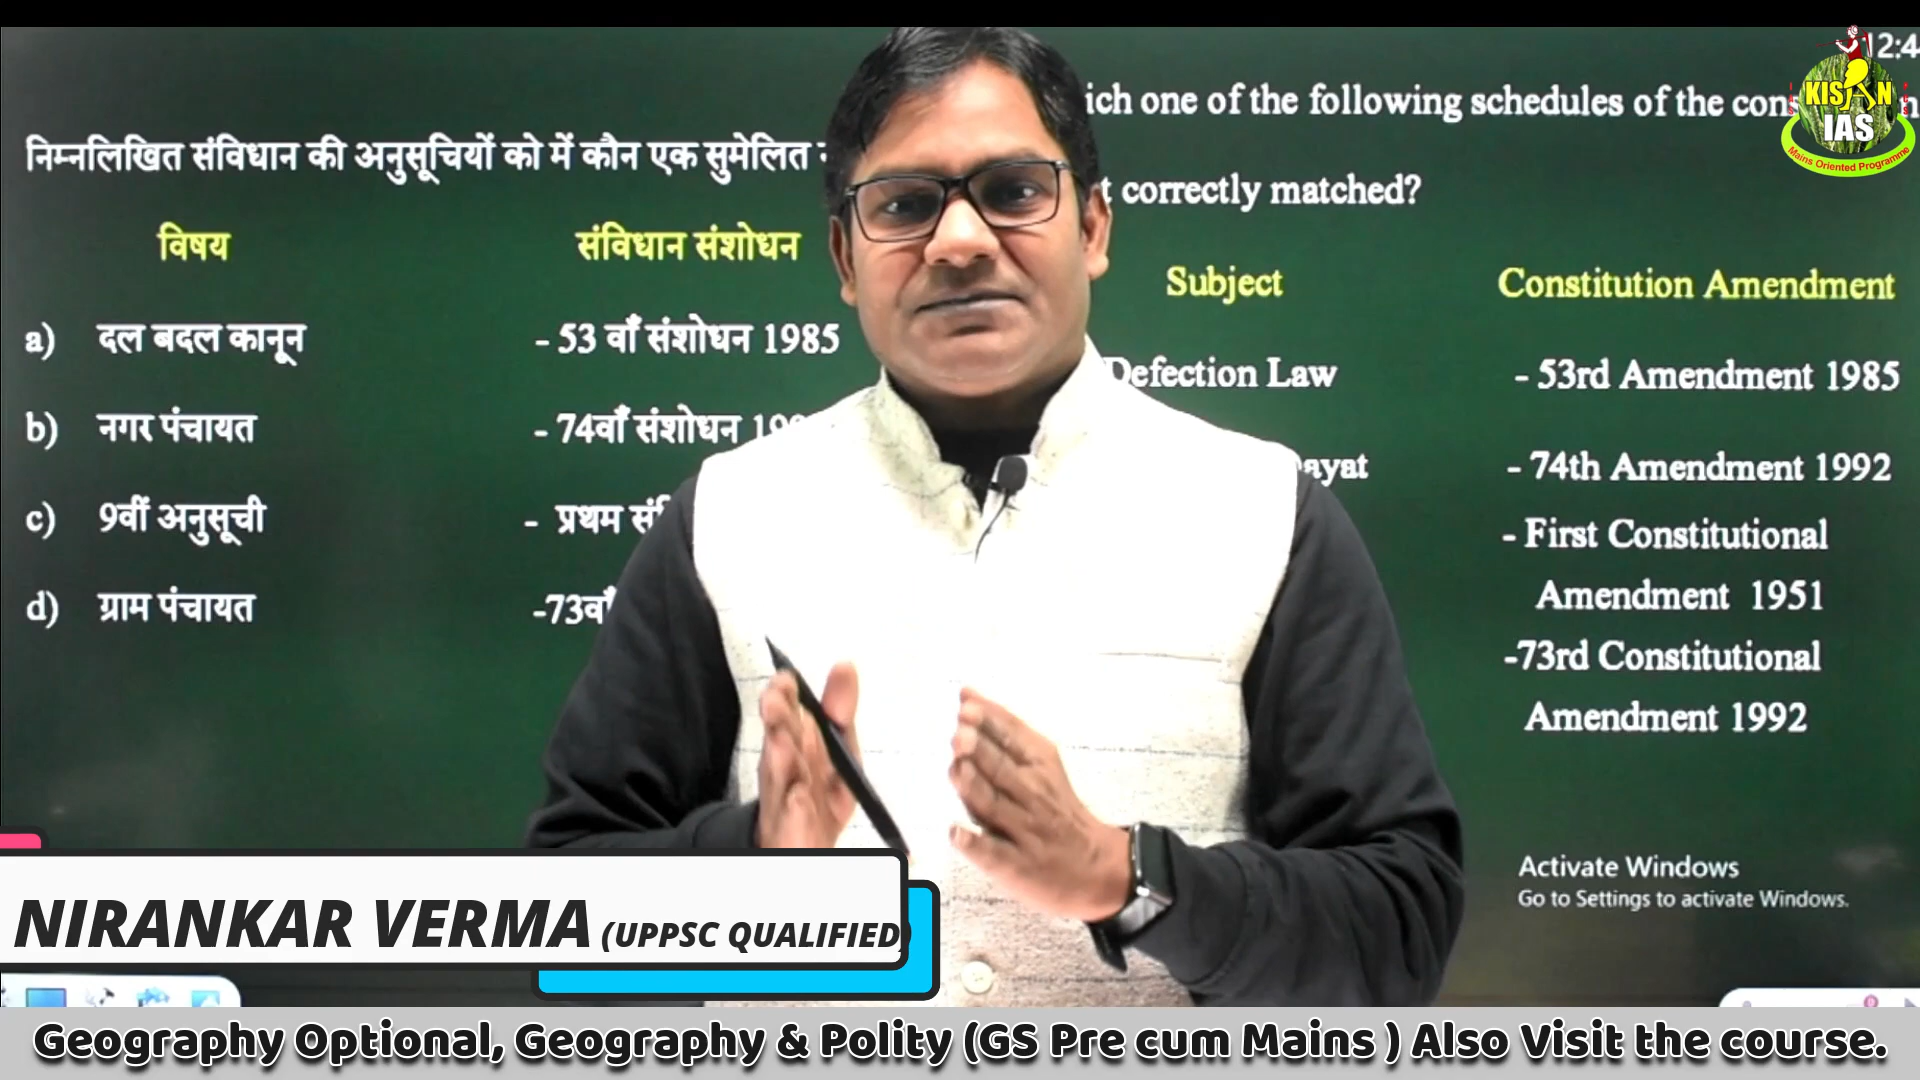 12:4
ich one of the following schedules of the con
निम्नलिखित संविधान की अनुसूचियों को में कौन एक सुमेलित
t correctly matched?
विषय
संविधान संशोधन
a) दल बदल कानून - 53 वाँ संशोधन 1985
b) नगर पंचायत - 74वाँ संशोधन 19
c) 9वीं अनुसूची - प्रथम सं
d) ग्राम पंचायत -73वाँ
Subject
Constitution Amendment
Defection Law - 53rd Amendment 1985
ayat - 74th Amendment 1992
- First Constitutional
Amendment 1951
-73rd Constitutional
Amendment 1992
KISAN
IAS
Mains Oriented Programme
Activate Windows
Go to Settings to activate Windows.
NIRANKAR VERMA (UPPSC QUALIFIED)
Geography Optional, Geography & Polity (GS Pre cum Mains ) Also Visit the course.